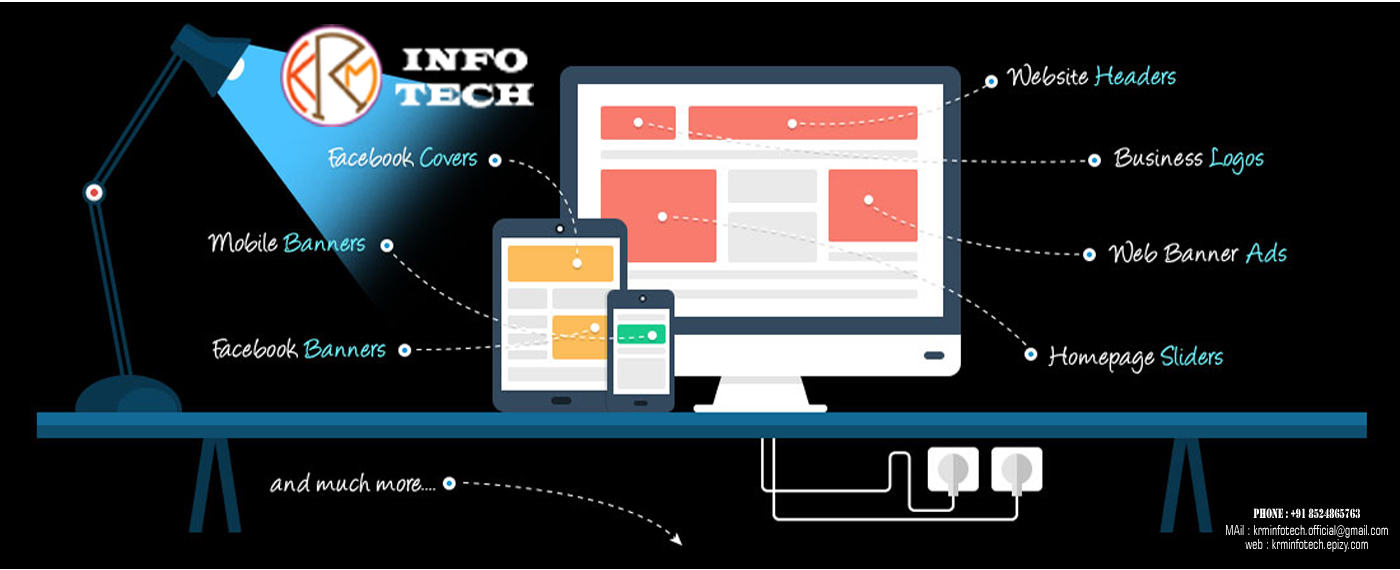 KRM
INFO
TECH
Website Headers
Facebook Covers
Business Logos
Mobile Banners
Web Banner Ads
Facebook Banners
Homepage Sliders
and much more....
PHONE : +91 8524865763
MAil : krminfotech.official@gmail.com
web : krminfotech.epizy.com